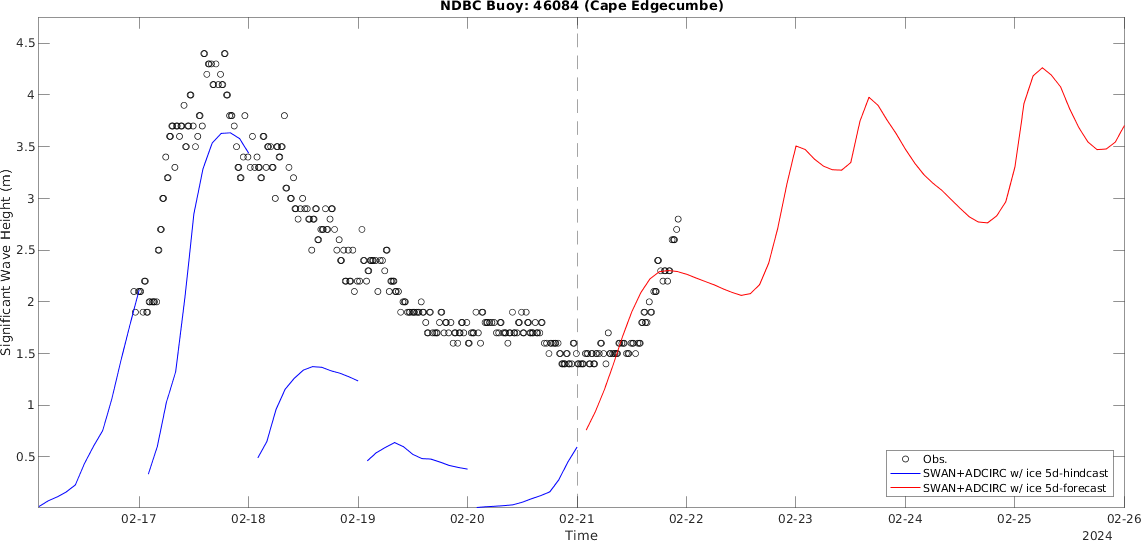 NDBC Buoy: 46084 (Cape Edgecumbe)
4.5
4
3.5
3
2.5
2
1.5
1
0.5
Significant Wave Height (m)
Obs.
SWAN+ADCIRC w/ ice 5d-hindcast
SWAN+ADCIRC w/ ice 5d-forecast
02-17 02-18 02-19 02-20 02-21 02-22 02-23 02-24 02-25 02-26
Time
2024